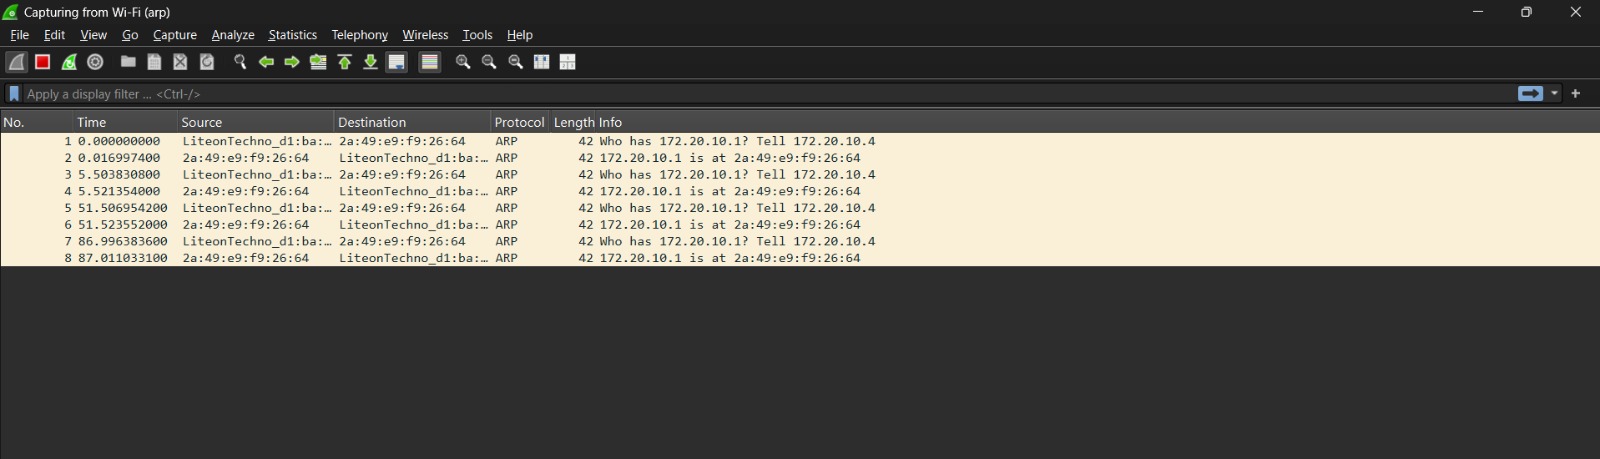 Capturing from Wi-Fi (arp)
File Edit View Go Capture Analyze Statistics Telephony Wireless Tools Help
Apply a display filter ... <Ctrl-/>
No. Time Source Destination Protocol Length Info
1 0.000000000 LiteonTechno_d1:ba:… 2a:49:e9:f9:26:64 ARP 42 Who has 172.20.10.1? Tell 172.20.10.4
2 0.016997400 2a:49:e9:f9:26:64 LiteonTechno_d1:ba:… ARP 42 172.20.10.1 is at 2a:49:e9:f9:26:64
3 5.503830800 LiteonTechno_d1:ba:… 2a:49:e9:f9:26:64 ARP 42 Who has 172.20.10.1? Tell 172.20.10.4
4 5.521354000 2a:49:e9:f9:26:64 LiteonTechno_d1:ba:… ARP 42 172.20.10.1 is at 2a:49:e9:f9:26:64
5 51.506954200 LiteonTechno_d1:ba:… 2a:49:e9:f9:26:64 ARP 42 Who has 172.20.10.1? Tell 172.20.10.4
6 51.523552000 2a:49:e9:f9:26:64 LiteonTechno_d1:ba:… ARP 42 172.20.10.1 is at 2a:49:e9:f9:26:64
7 86.996383600 LiteonTechno_d1:ba:… 2a:49:e9:f9:26:64 ARP 42 Who has 172.20.10.1? Tell 172.20.10.4
8 87.011033100 2a:49:e9:f9:26:64 LiteonTechno_d1:ba:… ARP 42 172.20.10.1 is at 2a:49:e9:f9:26:64